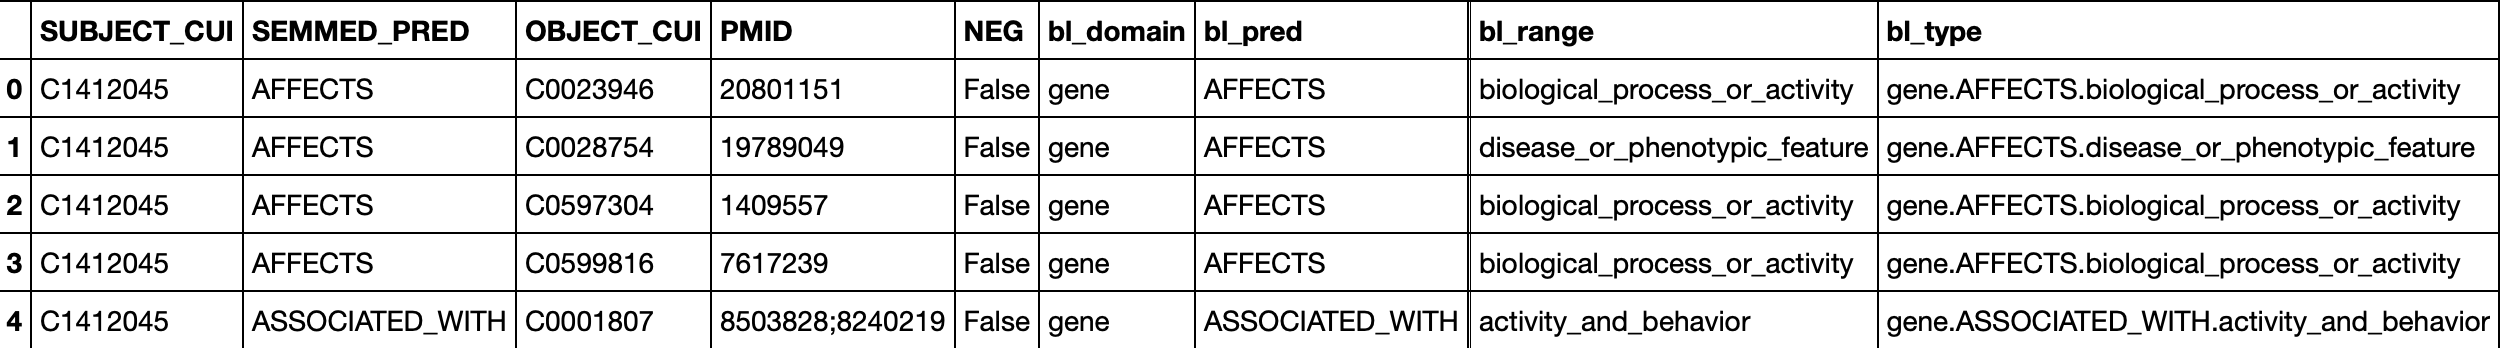 SUBJECT_CUI SEMMED_PRED OBJECT_CUI PMID NEG bl_domain bl_pred bl_range bl_type
0 C1412045 AFFECTS C0023946 20801151 False gene AFFECTS biological_process_or_activity gene.AFFECTS.biological_process_or_activity
1 C1412045 AFFECTS C0028754 19789049 False gene AFFECTS disease_or_phenotypic_feature gene.AFFECTS.disease_or_phenotypic_feature
2 C1412045 AFFECTS C0597304 1409557 False gene AFFECTS biological_process_or_activity gene.AFFECTS.biological_process_or_activity
3 C1412045 AFFECTS C0599816 7617239 False gene AFFECTS biological_process_or_activity gene.AFFECTS.biological_process_or_activity
4 C1412045 ASSOCIATED_WITH C0001807 8503828;8240219 False gene ASSOCIATED_WITH activity_and_behavior gene.ASSOCIATED_WITH.activity_and_behavior